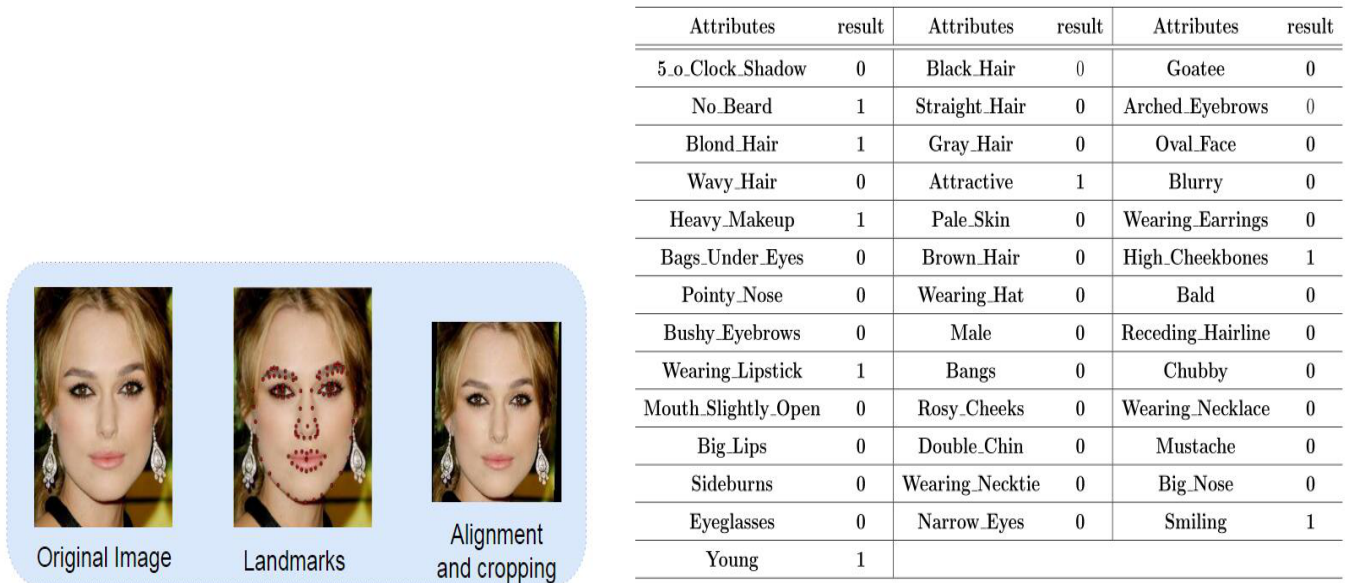 Original Image
Landmarks
Alignment
and cropping
Attributes result Attributes result Attributes result
5_o_Clock_Shadow 0 Black_Hair 0 Goatee 0
No_Beard 1 Straight_Hair 0 Arched_Eyebrows 0
Blond_Hair 1 Gray_Hair 0 Oval_Face 0
Wavy_Hair 0 Attractive 1 Blurry 0
Heavy_Makeup 1 Pale_Skin 0 Wearing_Earrings 0
Bags_Under_Eyes 0 Brown_Hair 0 High_Cheekbones 1
Pointy_Nose 0 Wearing_Hat 0 Bald 0
Bushy_Eyebrows 0 Male 0 Receding_Hairline 0
Wearing_Lipstick 1 Bangs 0 Chubby 0
Mouth_Slightly_Open 0 Rosy_Cheeks 0 Wearing_Necklace 0
Big_Lips 0 Double_Chin 0 Mustache 0
Sideburns 0 Wearing_Necktie 0 Big_Nose 0
Eyeglasses 0 Narrow_Eyes 0 Smiling 1
Young 1